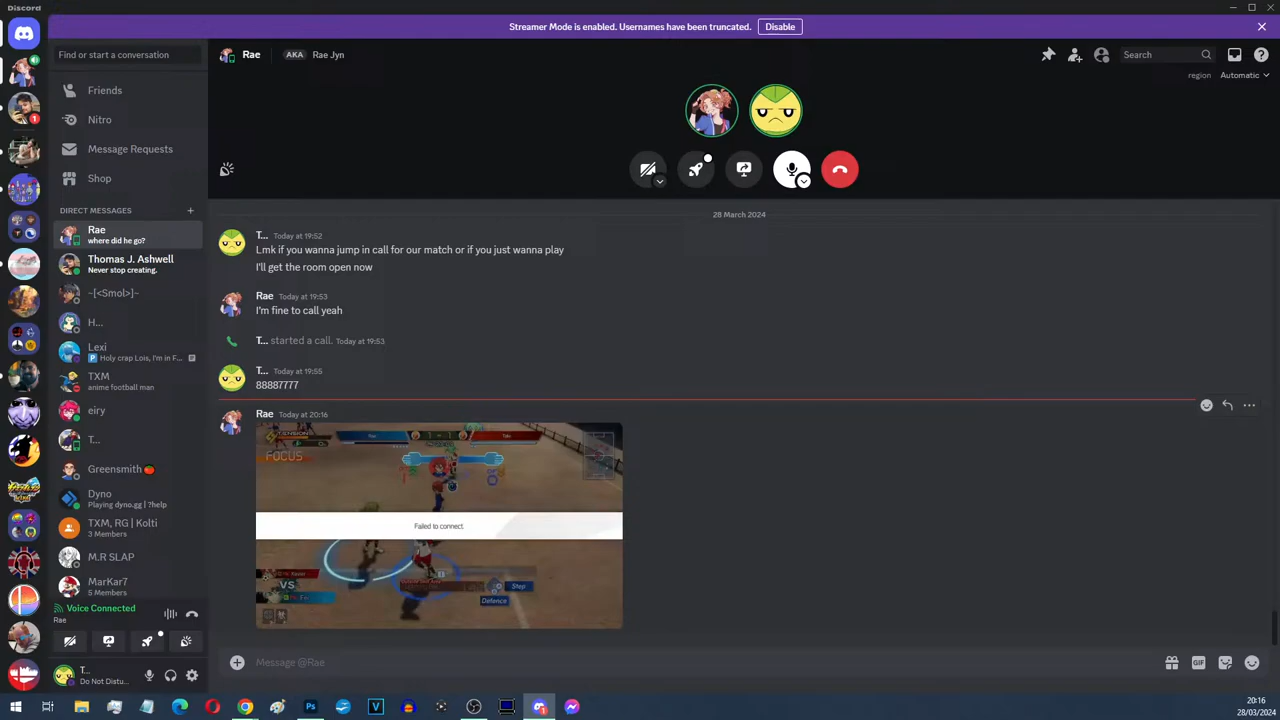 Discord
Streamer Mode is enabled. Usernames have been truncated.
Disable
Find or start a conversation
Rae
AKA
Rae Jyn
Search
region
Automatic
Friends
Nitro
Message Requests
Shop
DIRECT MESSAGES
Rae
where did he go?
Thomas J. Ashwell
Never stop creating.
~[<Smol>]~
H...
Lexi
Holy crap Lois, I'm in F...
TXM
anime football man
eiry
T...
Greensmith
Dyno
Playing dyno.gg | ?help
TXM, RG | Kolti
3 Members
M.R SLAP
MarKar7
5 Members
Voice Connected
Rae
T...
Do Not Distu...
28 March 2024
T... Today at 19:52
Lmk if you wanna jump in call for our match or if you just wanna play
I'll get the room open now
Rae Today at 19:53
I'm fine to call yeah
T... started a call. Today at 19:53
T... Today at 19:55
88887777
Rae Today at 20:16
FOCUS
Failed to connect.
VS
Step
Defence
Message @Rae
GIF
20:16
28/03/2024